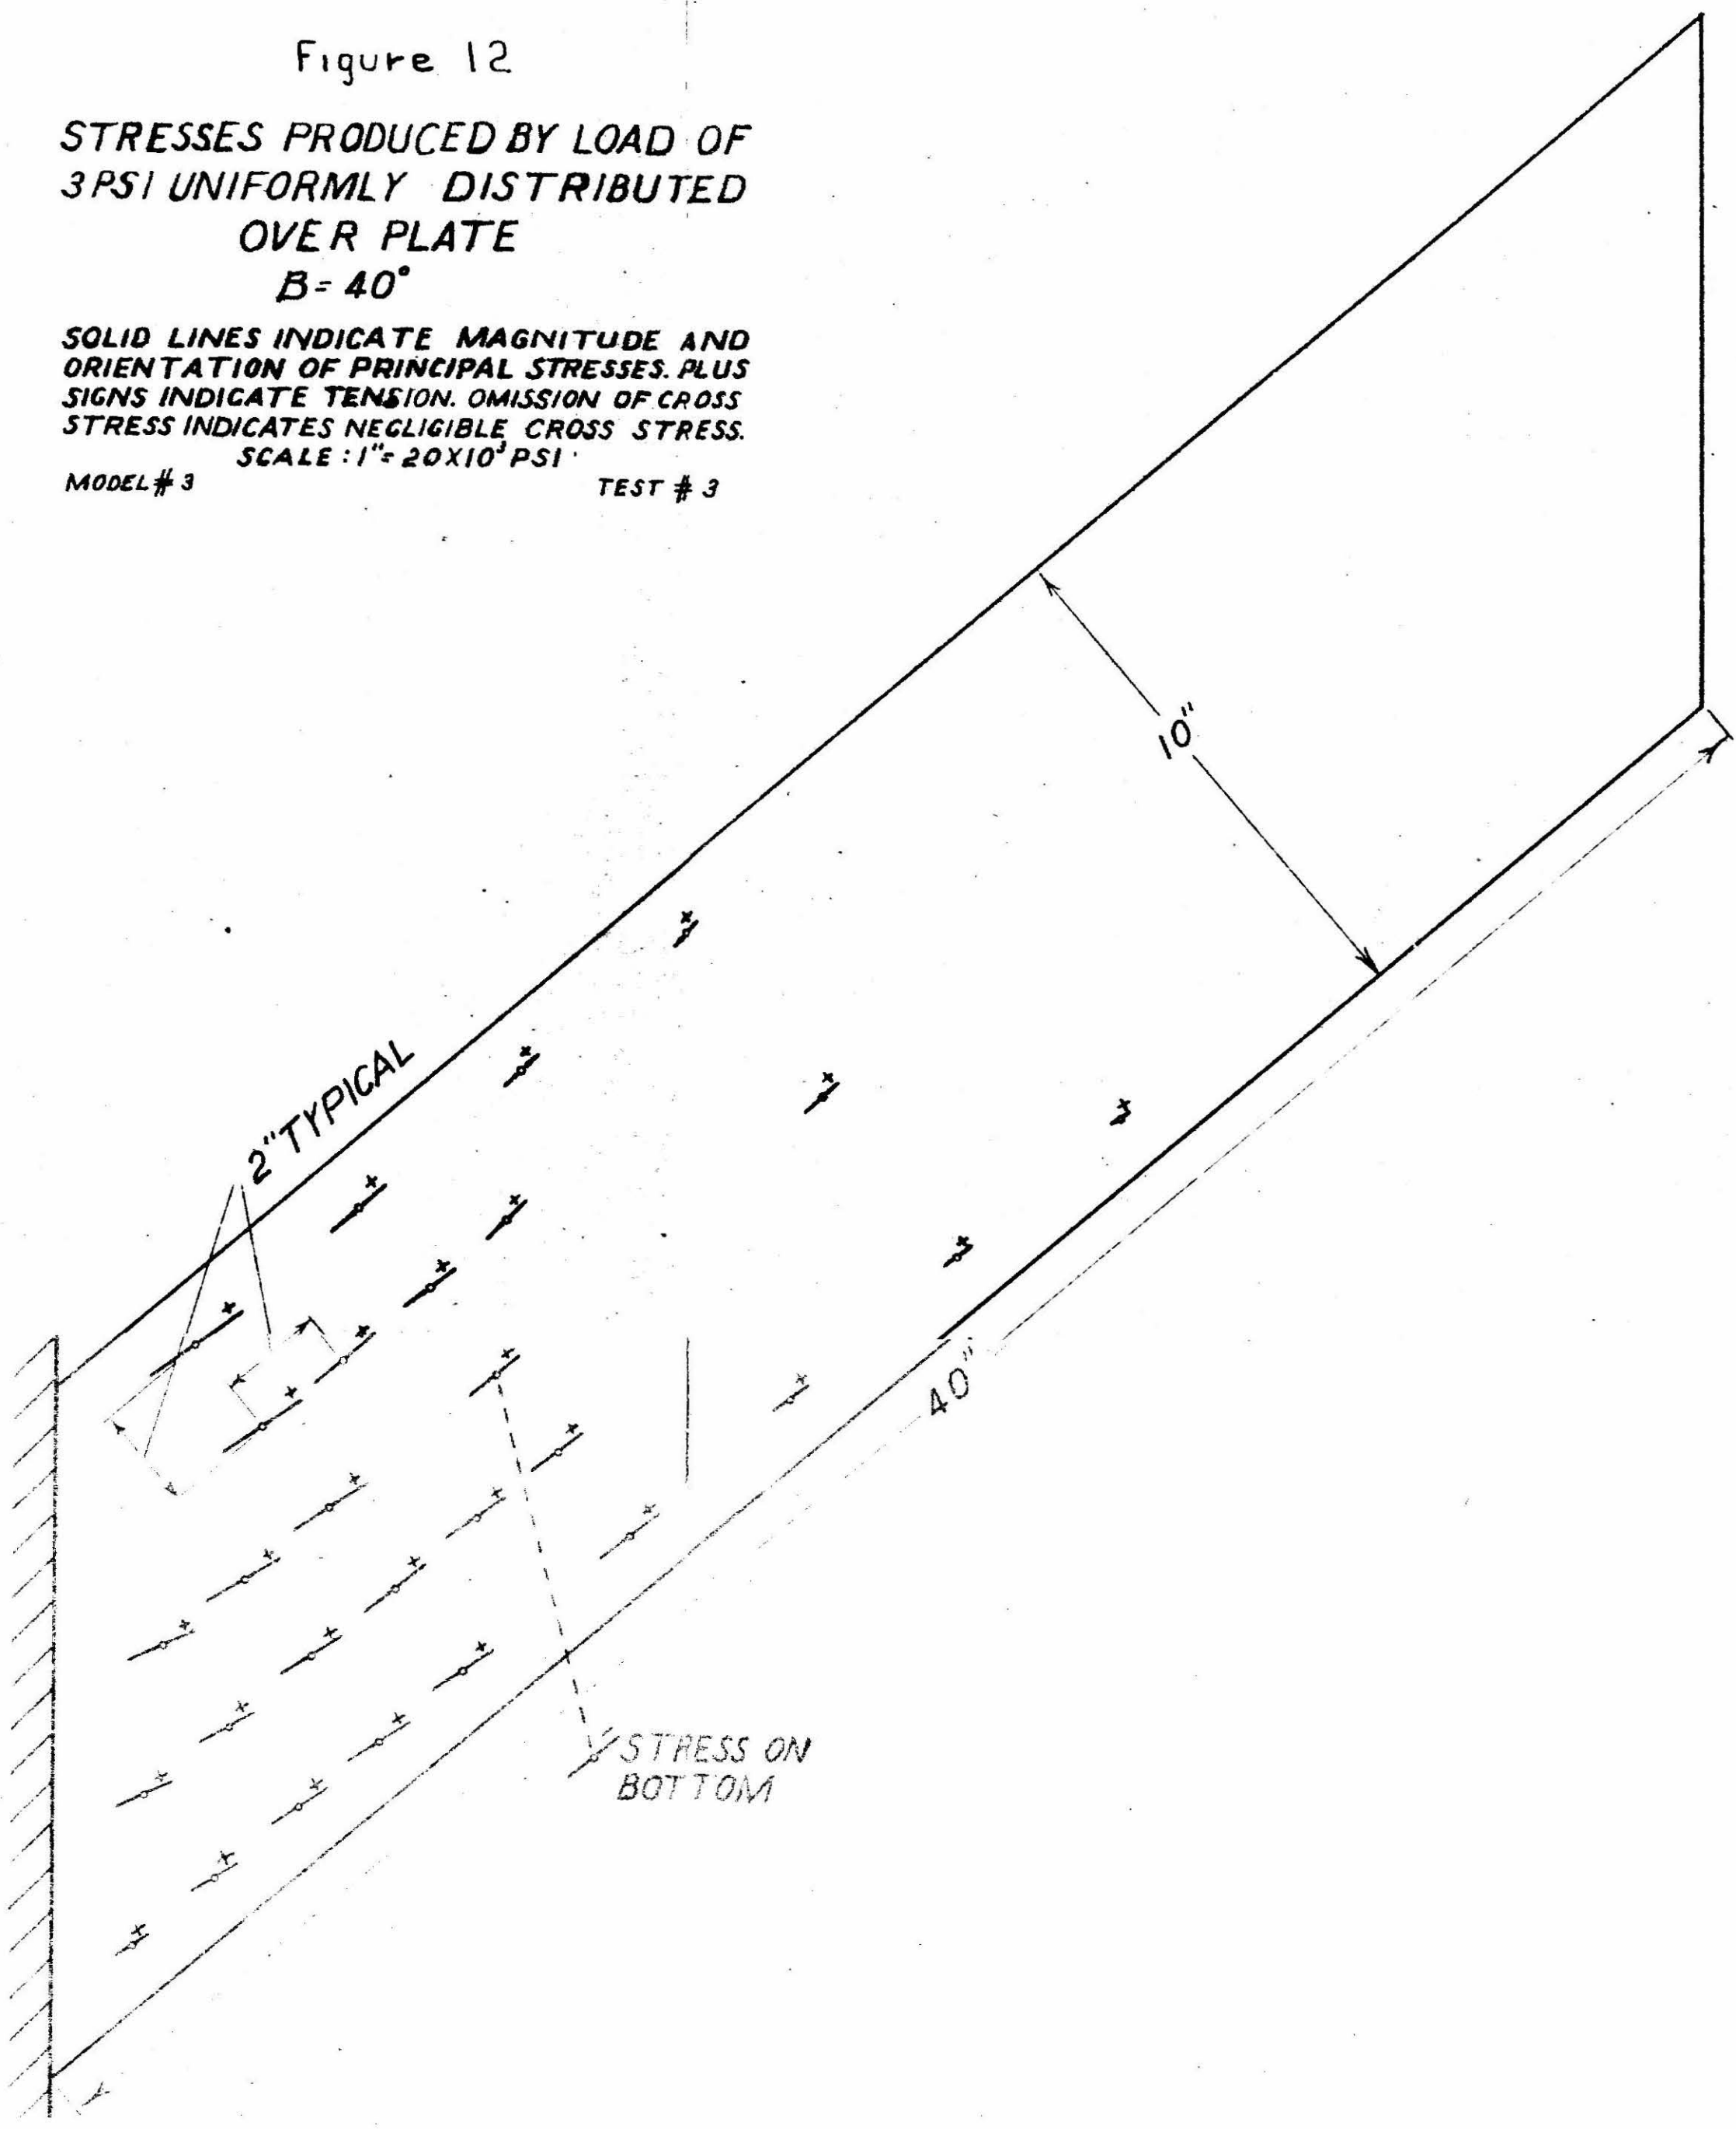 Figure 12
STRESSES PRODUCED BY LOAD OF
3 PSI UNIFORMLY DISTRIBUTED
OVER PLATE
B = 40°
SOLID LINES INDICATE MAGNITUDE AND
ORIENTATION OF PRINCIPAL STRESSES. PLUS
SIGNS INDICATE TENSION. OMISSION OF CROSS
STRESS INDICATES NEGLIGIBLE CROSS STRESS.
SCALE : 1" = 20X10³ PSI
MODEL # 3 TEST # 3
10"
2" TYPICAL
40"
STRESS ON
BOTTOM